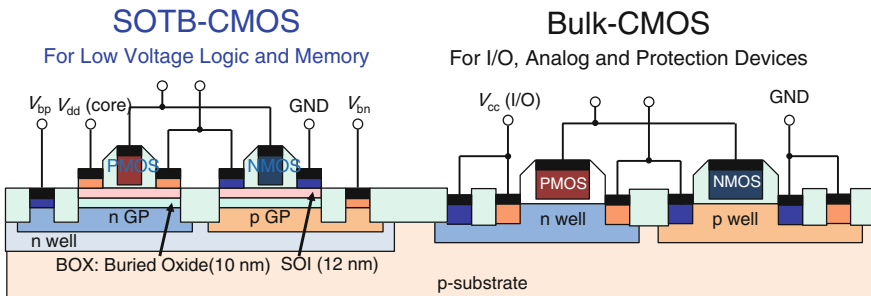 SOTB-CMOS
For Low Voltage Logic and Memory
Bulk-CMOS
For I/O, Analog and Protection Devices
Vbp
Vdd (core)
GND
Vbn
Vcc (I/O)
GND
PMOS
NMOS
PMOS
NMOS
n GP
p GP
n well
p well
n well
BOX: Buried Oxide(10 nm)
SOI (12 nm)
p-substrate